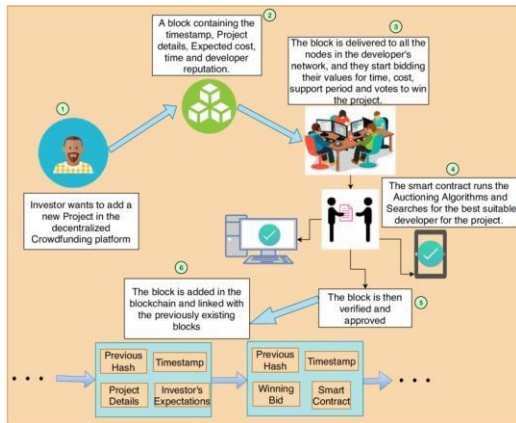 2
A block containing the
timestamp, Project
details, Expected cost,
time and developer
reputation.
3
The block is delivered to all the
nodes in the developer's
network, and they start bidding
their values for time, cost,
support period and votes to win
the project.
1
Investor wants to add a
new Project in the
decentralized
Crowdfunding platform
4
The smart contract runs the
Auctioning Algorithms and
Searches for the best suitable
developer for the project.
6
The block is added in the
blockchain and linked with
the previously existing
blocks
5
The block is then
verified and
approved
Previous
Hash
Timestamp
Project
Details
Investor's
Expectations
Previous
Hash
Timestamp
Winning
Bid
Smart
Contract